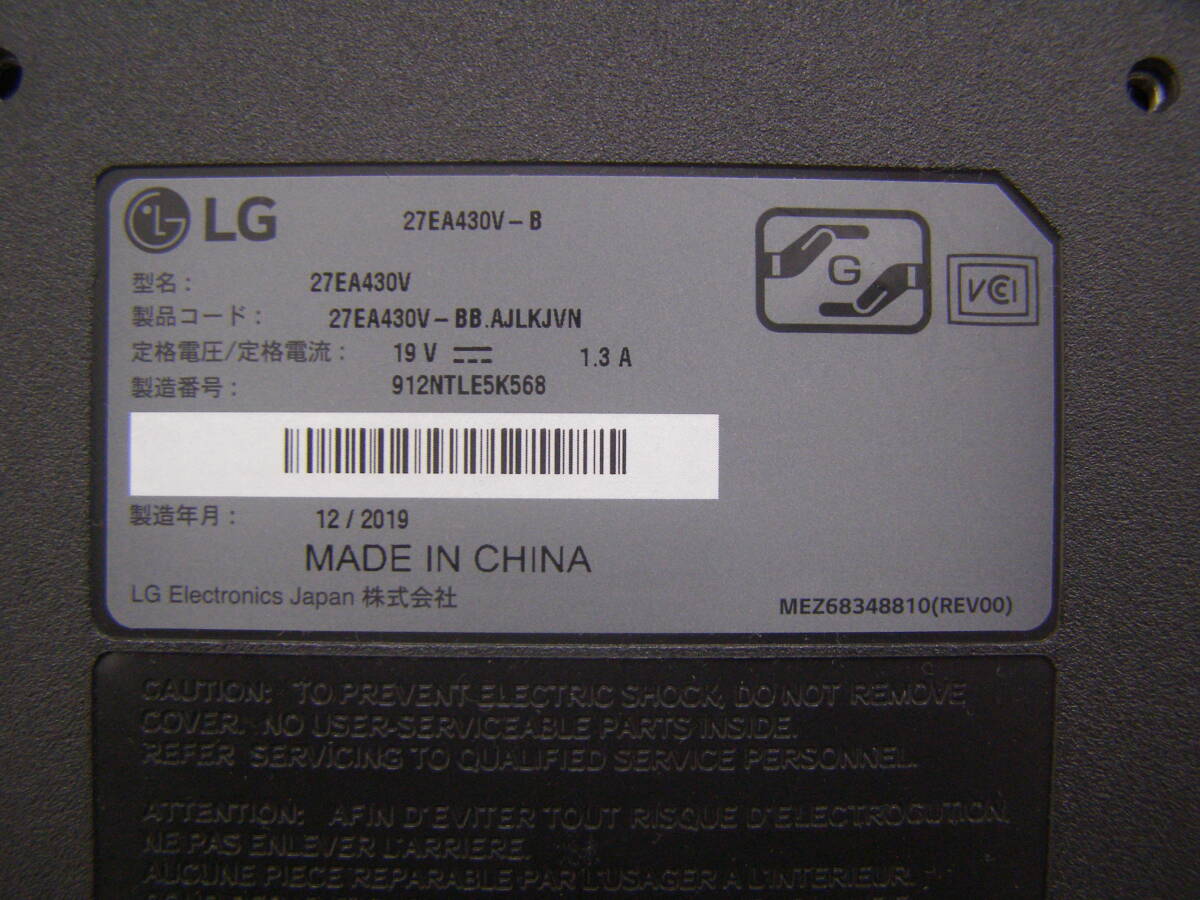 LG 27EA430V-B
型名： 27EA430V
製品コード： 27EA430V-BB.AJLKJVN
定格電圧/定格電流： 19 V 1.3 A
製造番号： 912NTLE5K568
製造年月： 12 / 2019
MADE IN CHINA
LG Electronics Japan 株式会社
MEZ68348810(REV00)
G
VCCI
CAUTION: TO PREVENT ELECTRIC SHOCK, DO NOT REMOVE
COVER. NO USER-SERVICEABLE PARTS INSIDE.
REFER SERVICING TO QUALIFIED SERVICE PERSONNEL.
ATTENTION: AFIN D'EVITER TOUT RISQUE D'ELECTROCUTION,
NE PAS ENLEVER L'ARRIERE.
AUCUNE PIECE REPARABLE PAR L'USAGER A L'INTERIEUR.